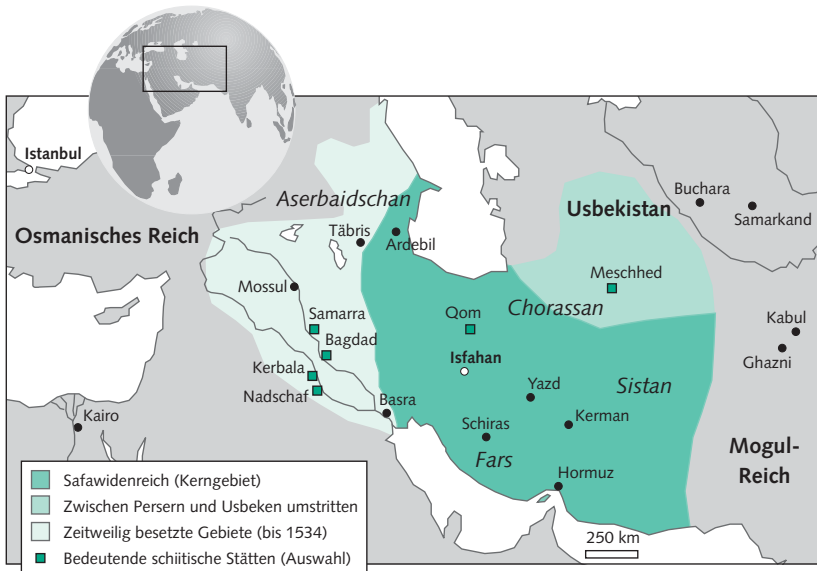 Istanbul
Osmanisches Reich
Aserbaidschan
Täbris
Ardebil
Usbekistan
Buchara
Samarkand
Mossul
Meschhed
Samarra
Bagdad
Qom
Chorassan
Kabul
Ghazni
Kerbala
Nadschaf
Isfahan
Basra
Yazd
Sistan
Kairo
Schiras
Kerman
Fars
Hormuz
Mogul-
Reich
Safawidenreich (Kerngebiet)
Zwischen Persern und Usbeken umstritten
Zeitweilig besetzte Gebiete (bis 1534)
Bedeutende schiitische Stätten (Auswahl)
250 km